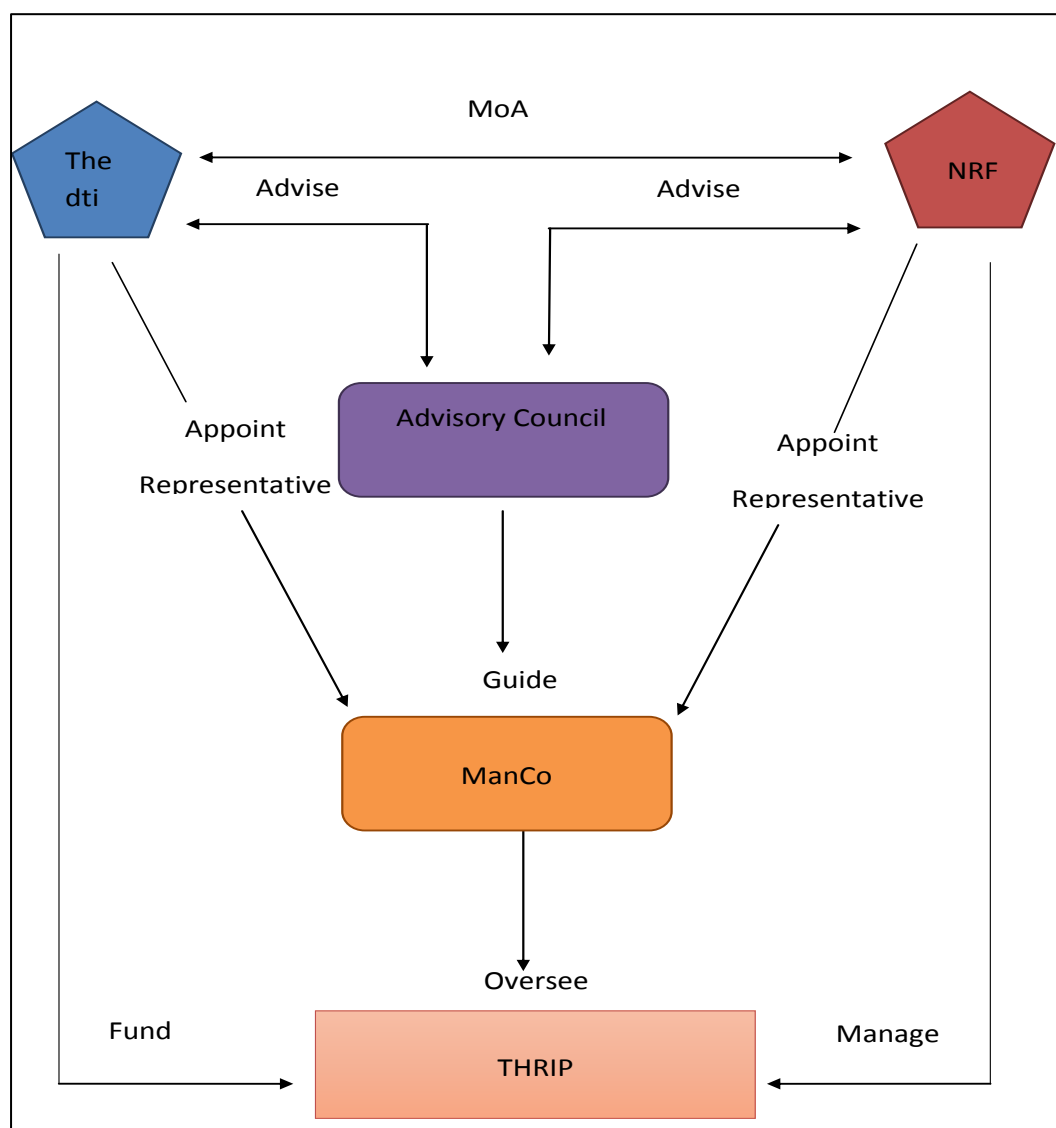 MoA
The
dti
NRF
Advise
Advise
Advisory Council
Appoint
Representative
Appoint
Representative
Guide
ManCo
Oversee
Fund
Manage
THRIP